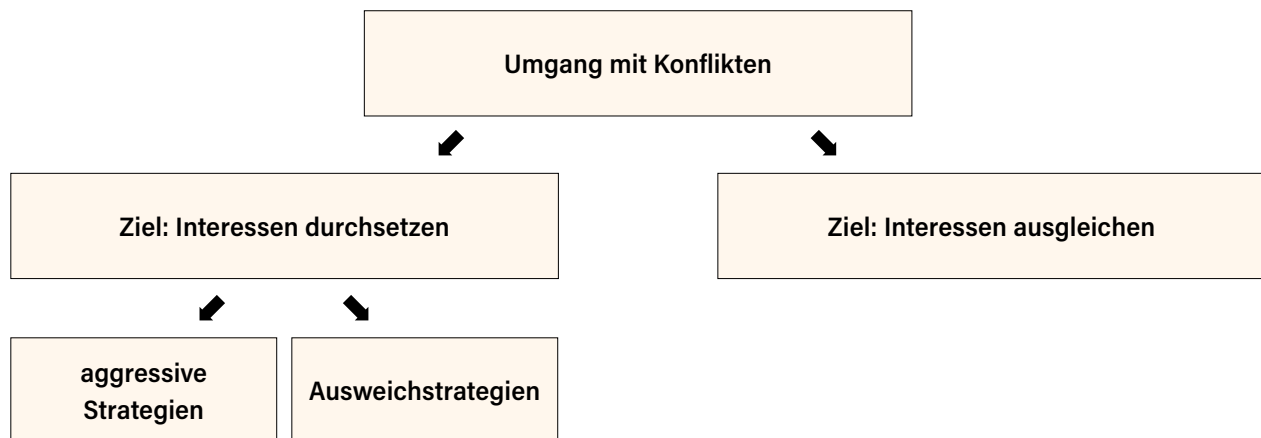 Umgang mit Konflikten
Ziel: Interessen durchsetzen
Ziel: Interessen ausgleichen
aggressive
Strategien
Ausweichstrategien